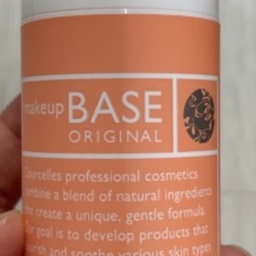 makeup BASE
ORIGINAL
Courcelles professional cosmetics
combine a blend of natural ingredients
that create a unique, gentle formula.
Our goal is to develop products that
nourish and soothe various skin types